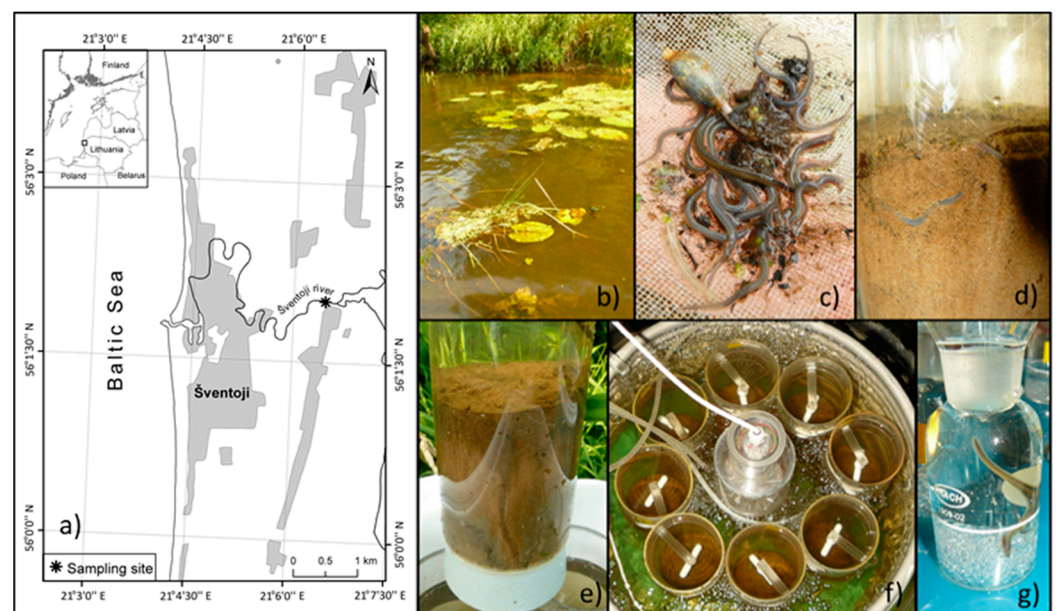 21°3'0'' E
21°4'30'' E
21°6'0'' E
N
Finland
Latvia
Lithuania
Poland
Belarus
56°3'0'' N
56°3'0'' N
Šventoji river
Baltic Sea
56°1'30'' N
56°1'30'' N
Šventoji
a)
56°0'0'' N
56°0'0'' N
0 0.5 1 km
Sampling site
21°3'0'' E
21°4'30'' E
21°6'0'' E
21°7'30'' E
b)
c)
d)
e)
f)
g)